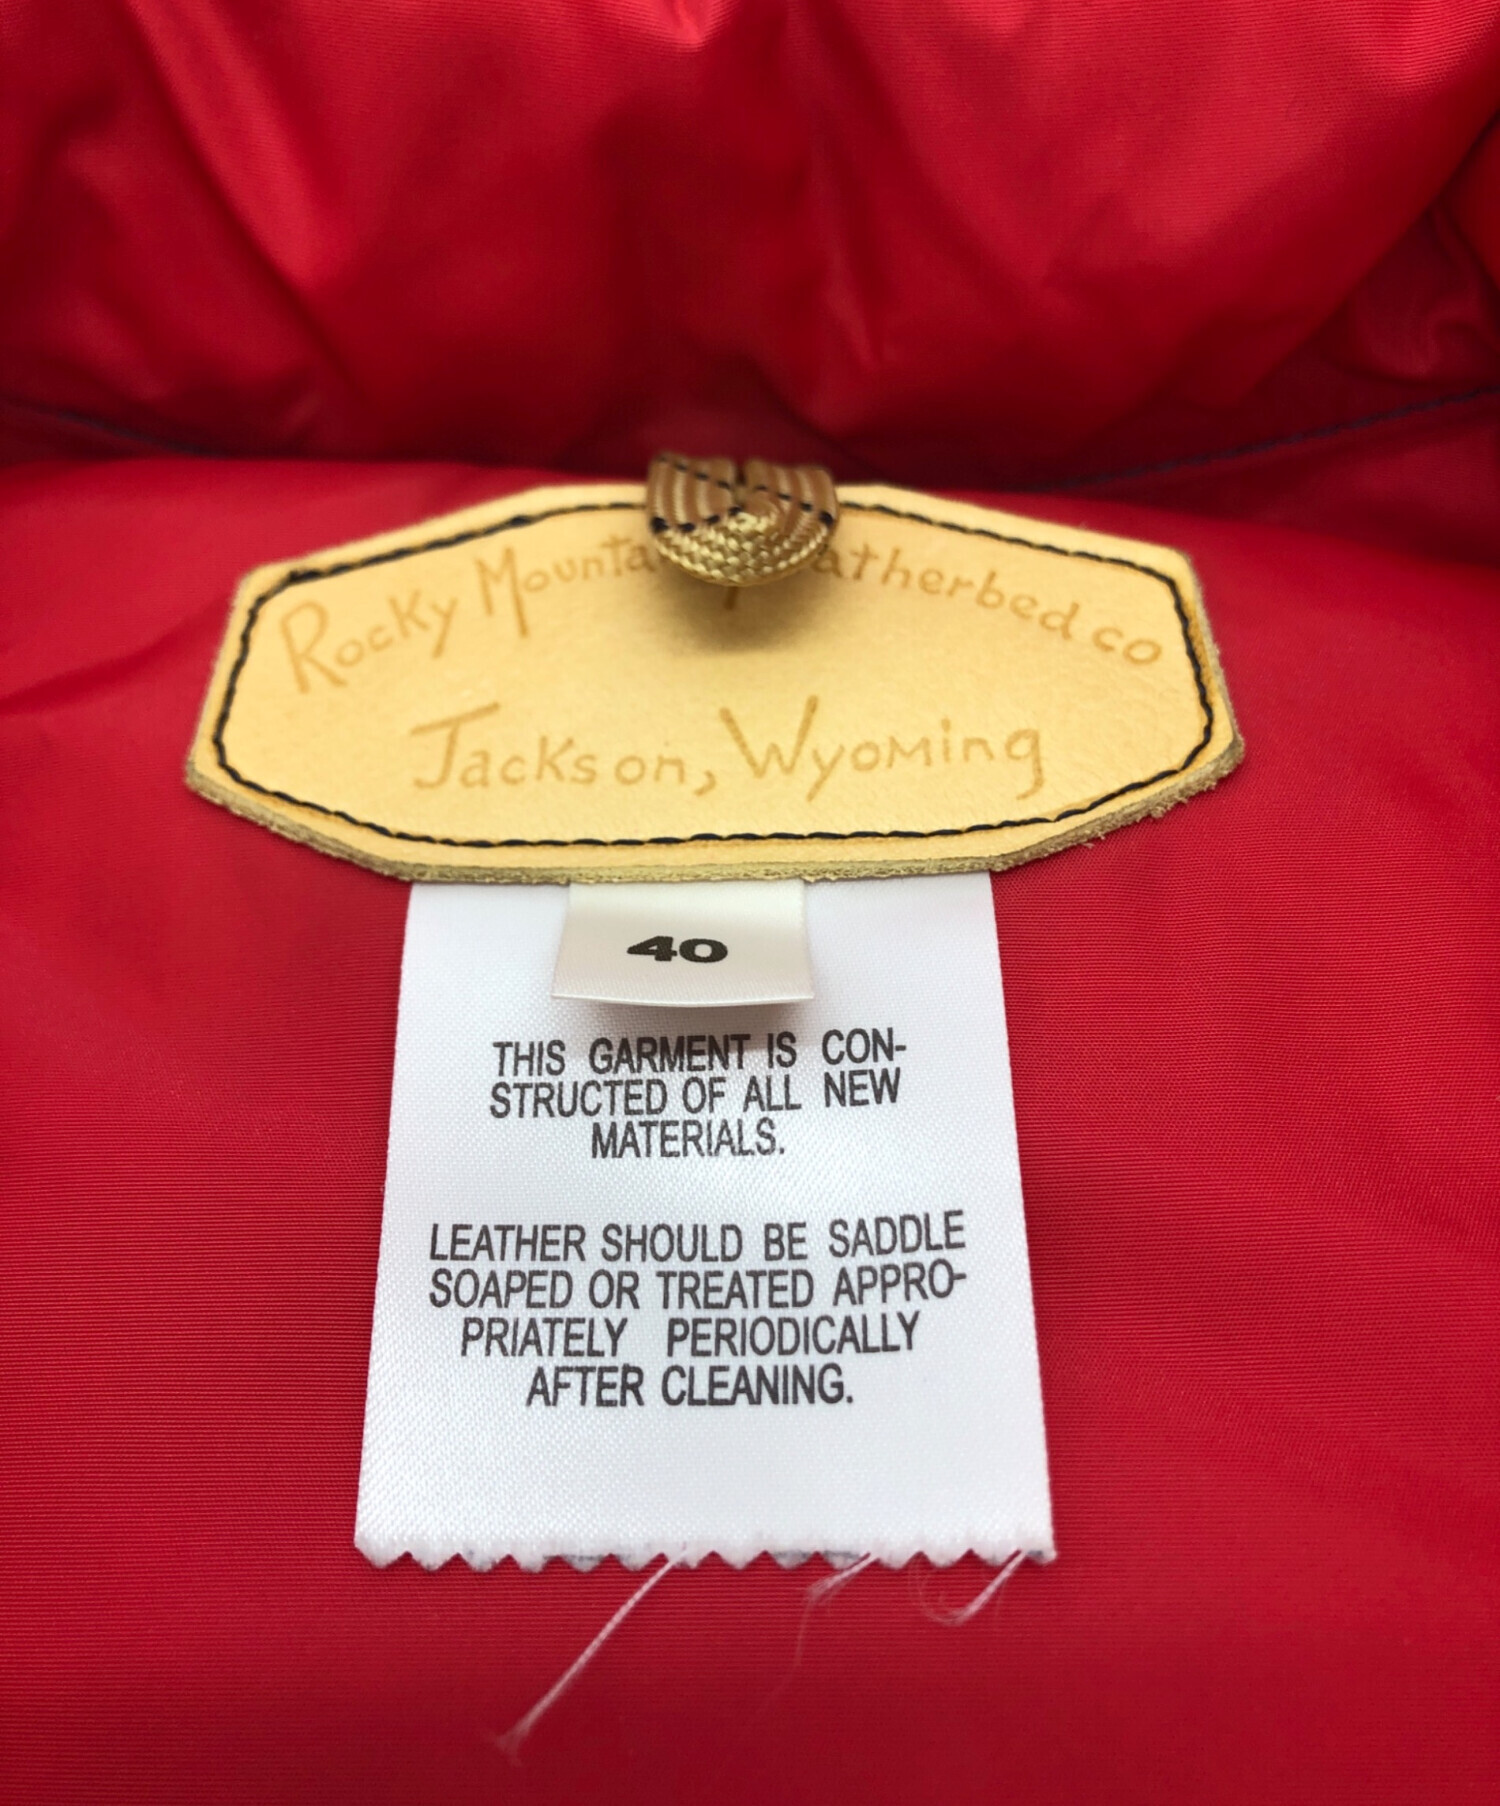 Rocky Mounta atherbed co
Jackson, Wyoming
40
THIS GARMENT IS CON-
STRUCTED OF ALL NEW
MATERIALS.
LEATHER SHOULD BE SADDLE
SOAPED OR TREATED APPRO-
PRIATELY PERIODICALLY
AFTER CLEANING.